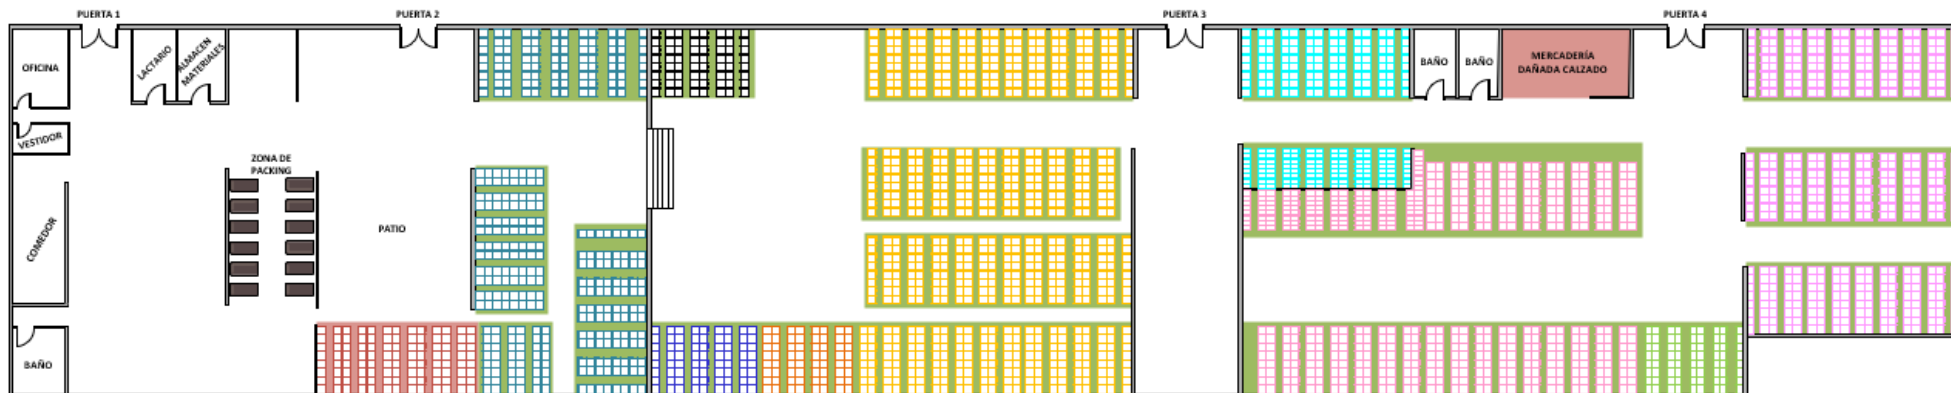 PUERTA 1
PUERTA 2
PUERTA 3
PUERTA 4
OFICINA
LACTARIO
ALMACEN
MATERIALES
BAÑO
BAÑO
MERCADERÍA
DAÑADA CALZADO
VESTIDOR
ZONA DE
PACKING
COMEDOR
PATIO
BAÑO